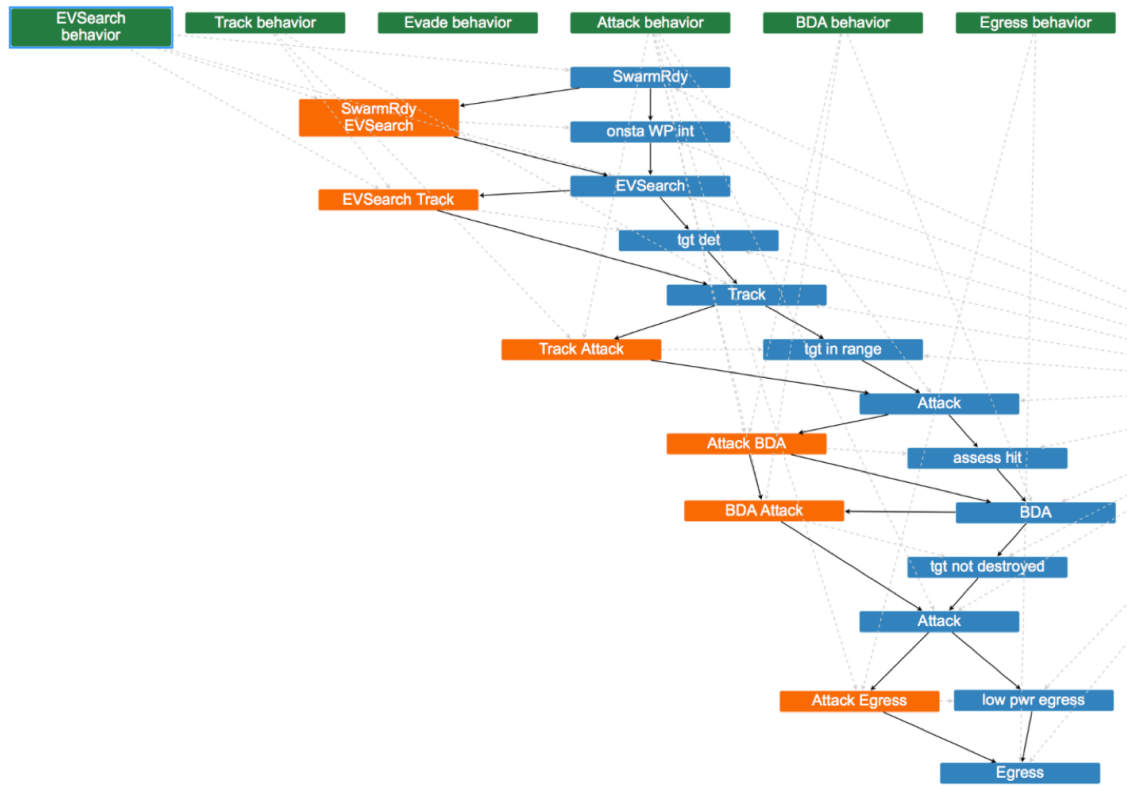 EVSearch
behavior
Track behavior
Evade behavior
Attack behavior
BDA behavior
Egress behavior
SwarmRdy
SwarmRdy
EVSearch
onsta WP int
EVSearch
EVSearch Track
tgt det
Track
Track Attack
tgt in range
Attack
Attack BDA
assess hit
BDA Attack
BDA
tgt not destroyed
Attack
Attack Egress
low pwr egress
Egress